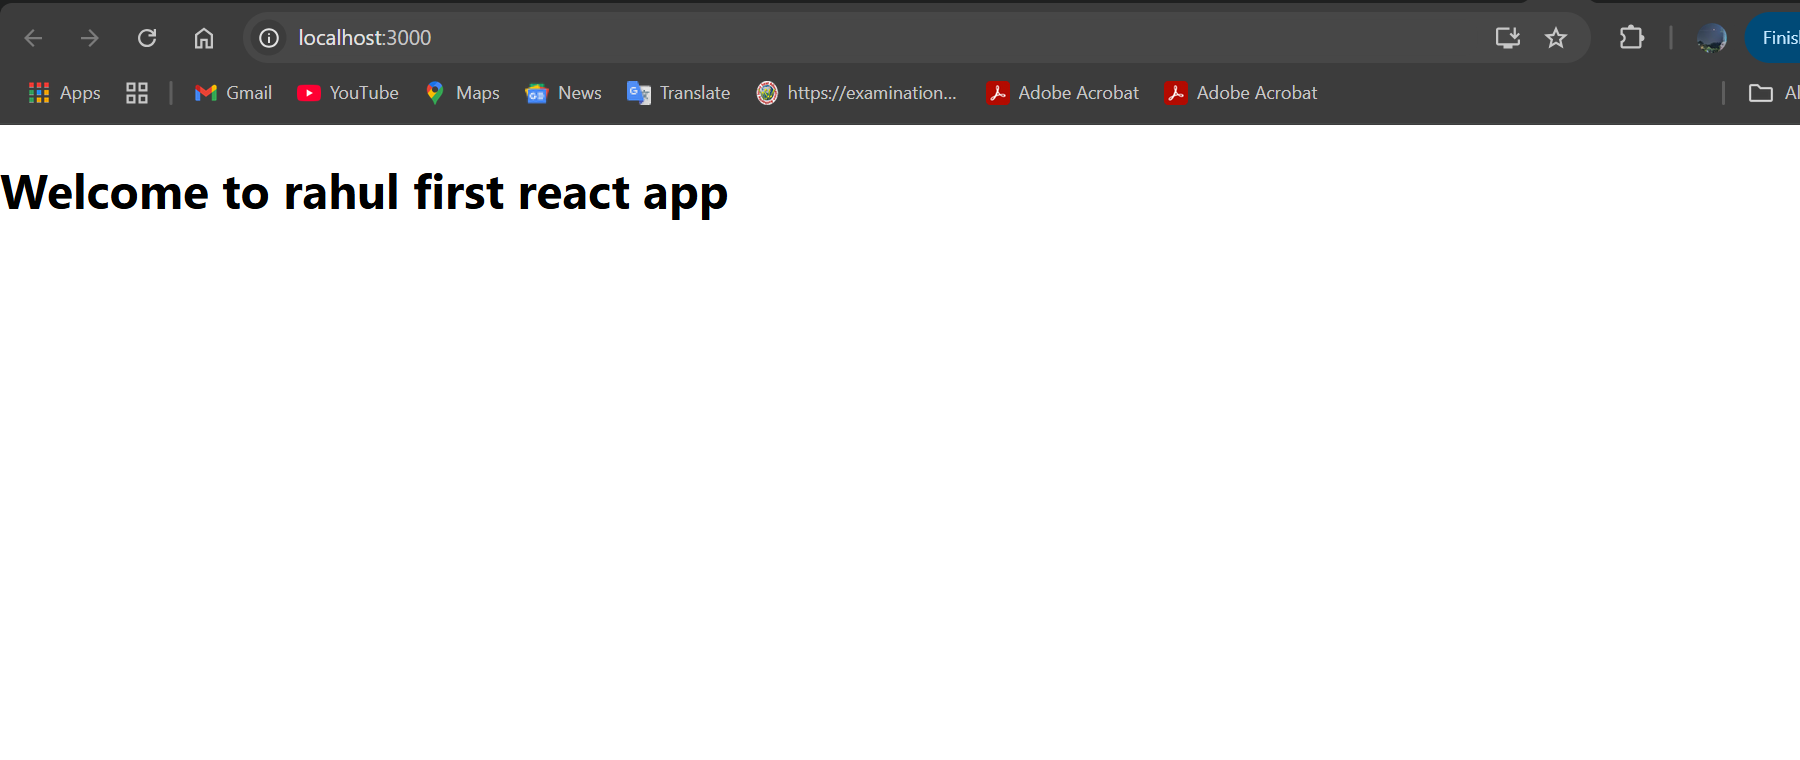 localhost:3000
Finish
Apps Gmail YouTube Maps News Translate https://examination... Adobe Acrobat Adobe Acrobat Al
Welcome to rahul first react app